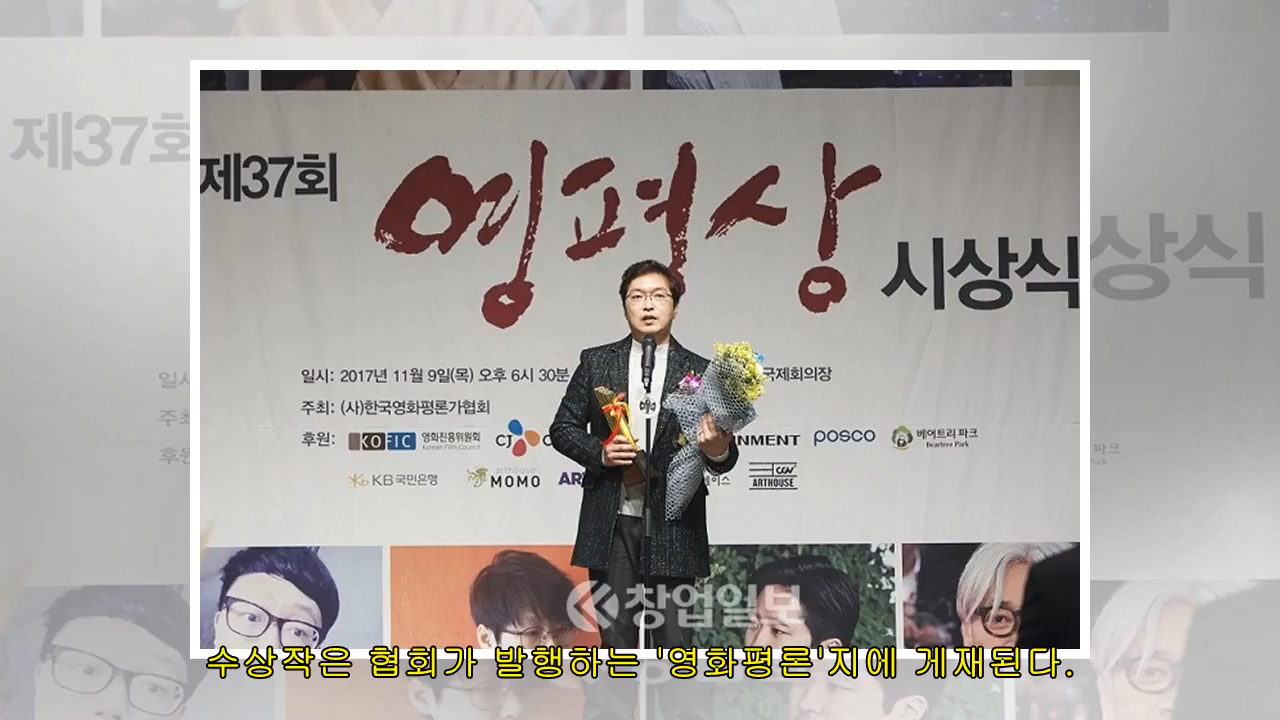 제37회
영평상
시상식
일시: 2017년 11월 9일(목) 오후 6시 30분
국제회의장
주최: (사)한국영화평론가협회
후원: KOFIC 영화진흥위원회 Korean Film Council CJ NMENT posco 베어트리 파크 Beartree Park
KB국민은행 arthouse MOMO CGV ARTHOUSE
창업일보
수상작은 협회가 발행하는 '영화평론'지에 게재된다.